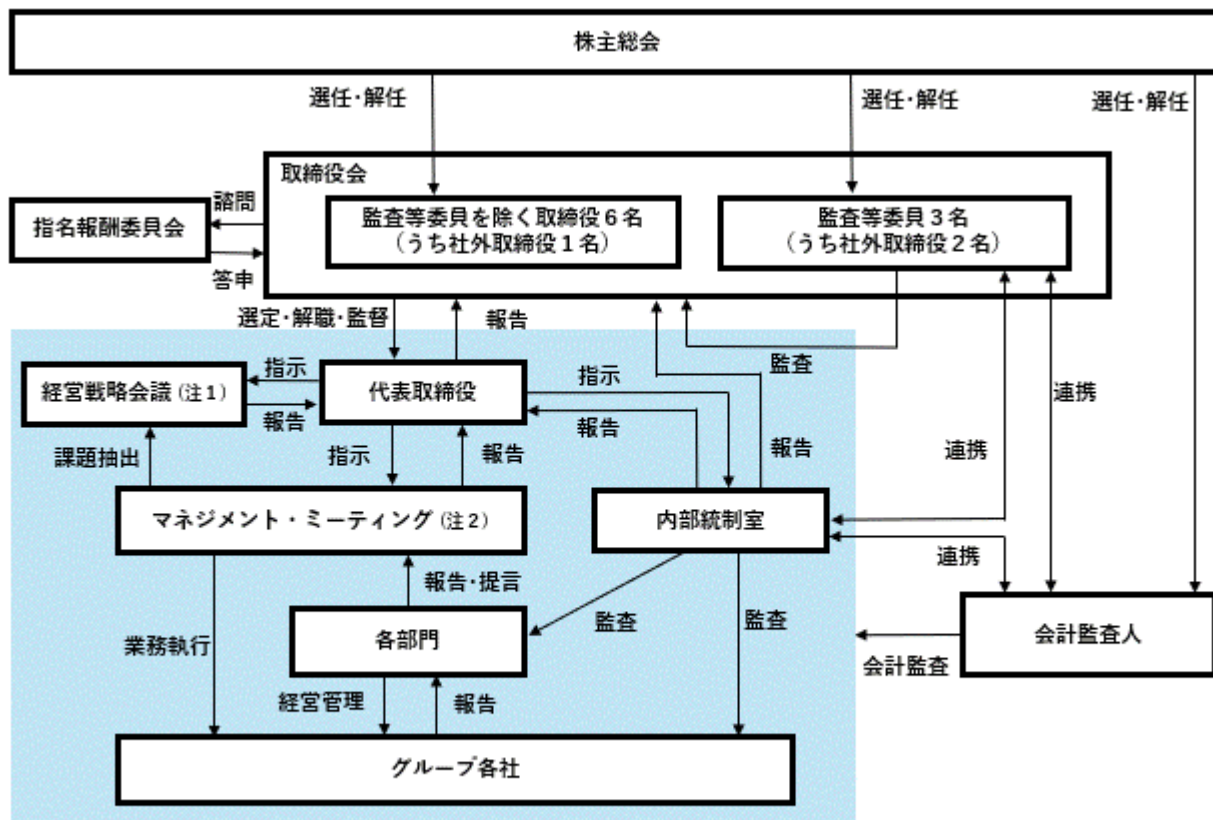 株主総会
選任・解任
選任・解任
選任・解任
取締役会
諮問
指名報酬委員会
答申
監査等委員を除く取締役6名
(うち社外取締役1名)
監査等委員3名
(うち社外取締役2名)
選定・解職・監督
報告
監査
指示
経営戦略会議(注1)
代表取締役
指示
報告
報告
連携
課題抽出
指示
報告
報告
連携
マネジメント・ミーティング(注2)
内部統制室
連携
報告・提言
業務執行
各部門
監査
監査
会計監査人
会計監査
経営管理
報告
グループ各社